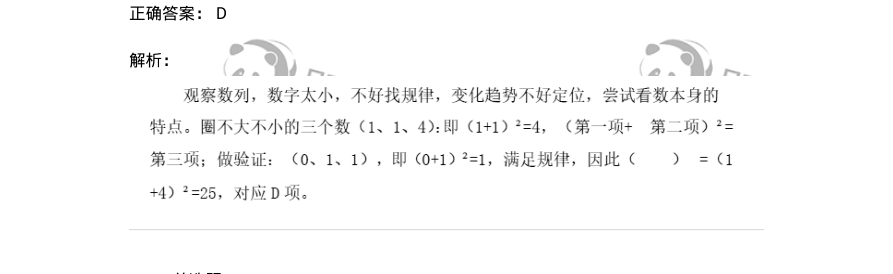 正确答案： D
解析：
观察数列，数字太小，不好找规律，变化趋势不好定位，尝试看数本身的
特点。圈不大不小的三个数（1、1、4）：即（1+1）²=4，（第一项+ 第二项）²=
第三项；做验证：（0、1、1），即（0+1）²=1，满足规律，因此（ ） =（1
+4）²=25，对应 D 项。